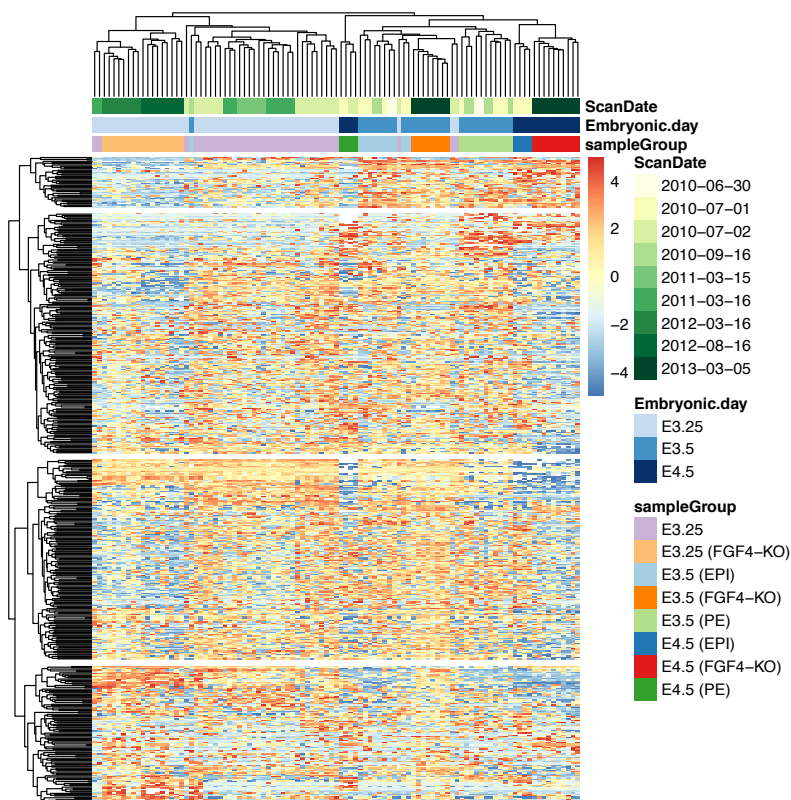 ScanDate
Embryonic.day
sampleGroup
4
2
0
−2
−4
ScanDate
2010−06−30
2010−07−01
2010−07−02
2010−09−16
2011−03−15
2011−03−16
2012−03−16
2012−08−16
2013−03−05
Embryonic.day
E3.25
E3.5
E4.5
sampleGroup
E3.25
E3.25 (FGF4−KO)
E3.5 (EPI)
E3.5 (FGF4−KO)
E3.5 (PE)
E4.5 (EPI)
E4.5 (FGF4−KO)
E4.5 (PE)